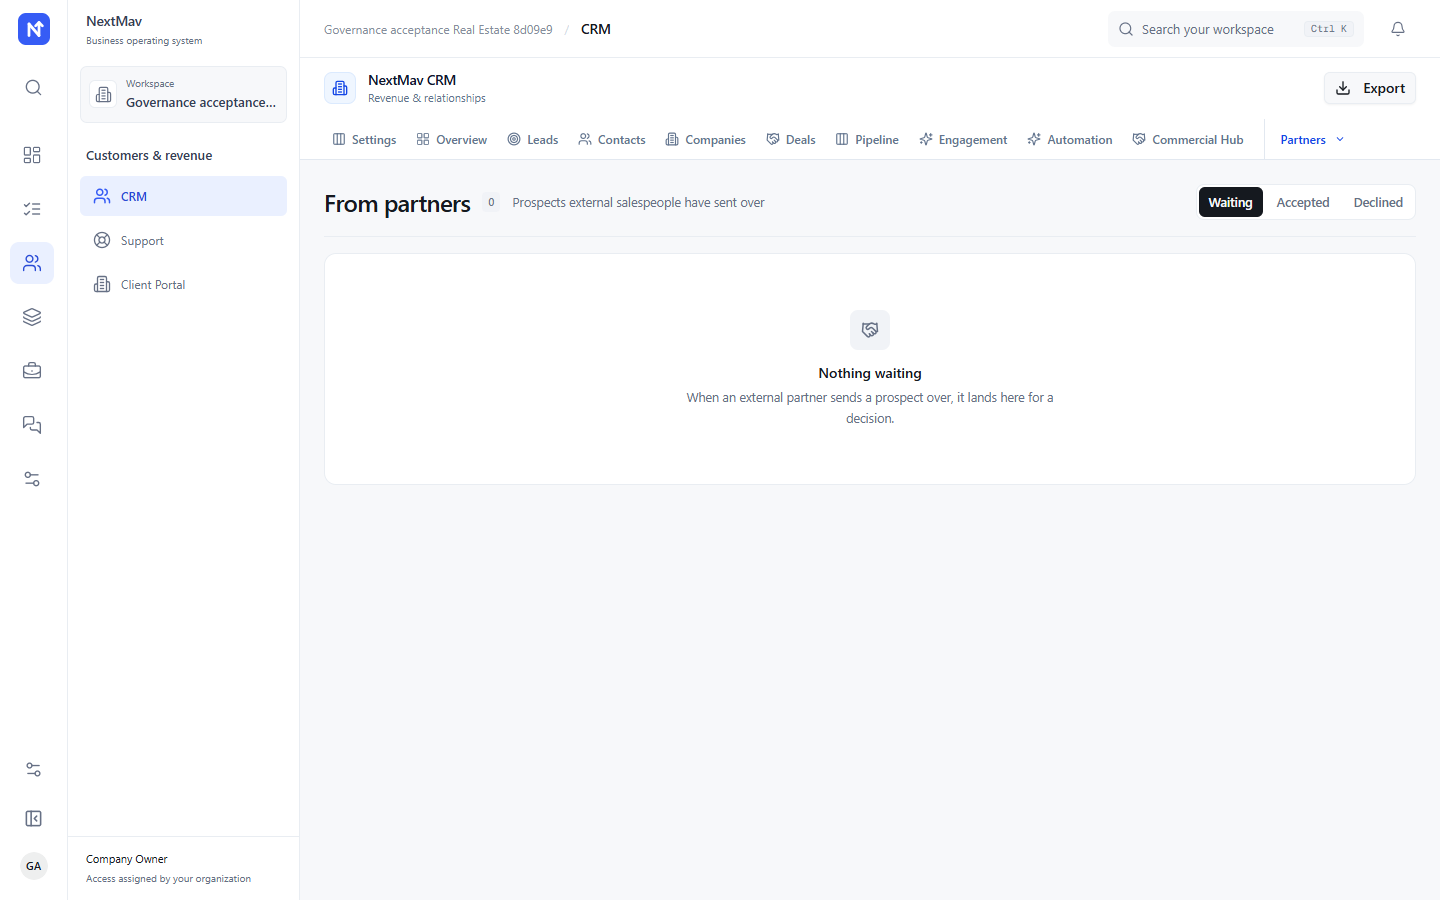 NextMav
Business operating system
Workspace
Governance acceptance...
Customers & revenue
CRM
Support
Client Portal
Company Owner
Access assigned by your organization
GA
Governance acceptance Real Estate 8d09e9 / CRM
Search your workspace Ctrl K
NextMav CRM
Revenue & relationships
Export
Settings Overview Leads Contacts Companies Deals Pipeline Engagement Automation Commercial Hub Partners
From partners 0 Prospects external salespeople have sent over
Waiting Accepted Declined
Nothing waiting
When an external partner sends a prospect over, it lands here for a
decision.